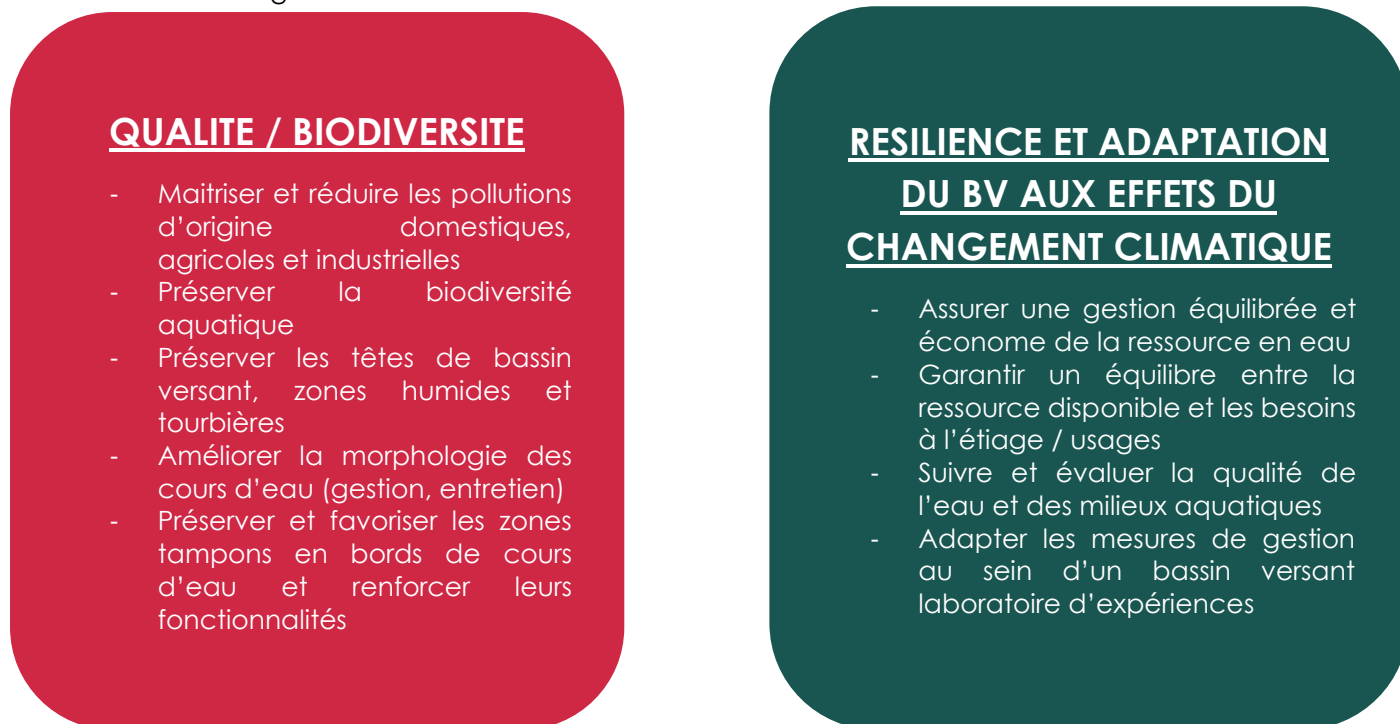 QUALITE / BIODIVERSITE
- Maitriser et réduire les pollutions
d’origine domestiques,
agricoles et industrielles
- Préserver la biodiversité
aquatique
- Préserver les têtes de bassin
versant, zones humides et
tourbières
- Améliorer la morphologie des
cours d’eau (gestion, entretien)
- Préserver et favoriser les zones
tampons en bords de cours
d’eau et renforcer leurs
fonctionnalités
RESILIENCE ET ADAPTATION
DU BV AUX EFFETS DU
CHANGEMENT CLIMATIQUE
- Assurer une gestion équilibrée et
économe de la ressource en eau
- Garantir un équilibre entre la
ressource disponible et les besoins
à l’étiage / usages
- Suivre et évaluer la qualité de
l’eau et des milieux aquatiques
- Adapter les mesures de gestion
au sein d’un bassin versant
laboratoire d’expériences